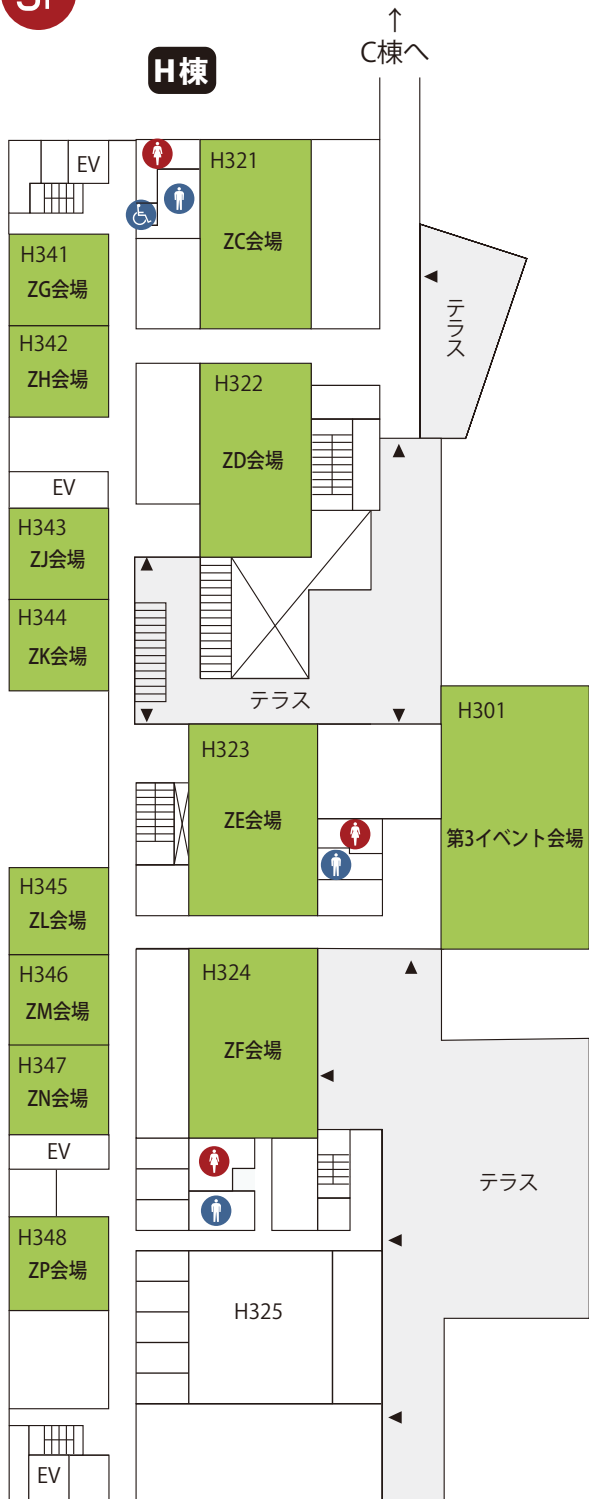 3F
H棟
↑
C棟へ
EV
H321
ZC会場
H341
ZG会場
テラス
H342
ZH会場
H322
ZD会場
EV
H343
ZJ会場
H344
ZK会場
テラス
H301
第3イベント会場
H323
ZE会場
H345
ZL会場
H346
ZM会場
H324
ZF会場
H347
ZN会場
EV
テラス
H348
ZP会場
H325
EV